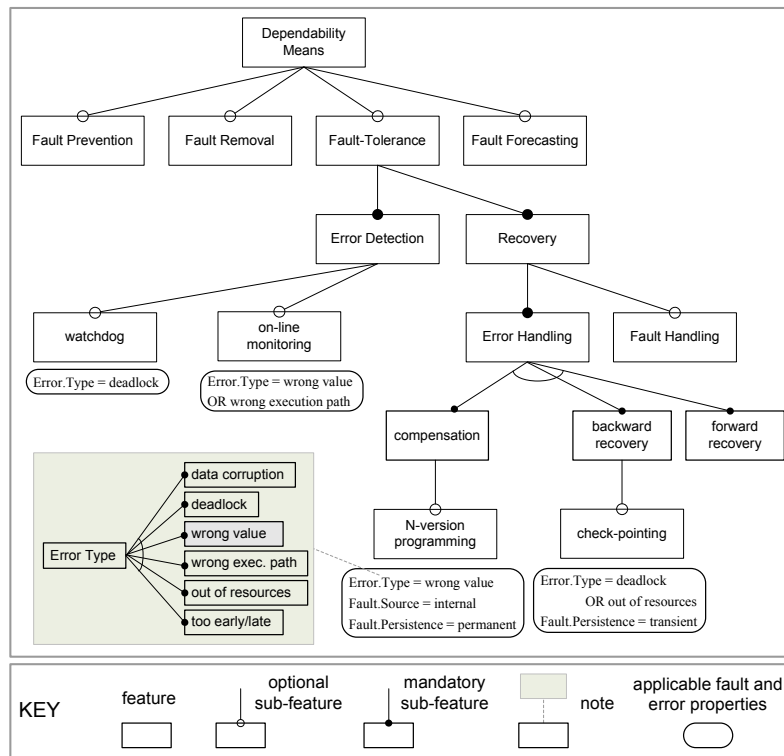 Dependability
Means
Fault Prevention
Fault Removal
Fault-Tolerance
Fault Forecasting
Error Detection
Recovery
watchdog
on-line
monitoring
Error Handling
Fault Handling
Error.Type = deadlock
Error.Type = wrong value
OR wrong execution path
compensation
backward
recovery
forward
recovery
N-version
programming
check-pointing
Error.Type = wrong value
Fault.Source = internal
Fault.Persistence = permanent
Error.Type = deadlock
OR out of resources
Fault.Persistence = transient
Error Type
data corruption
deadlock
wrong value
wrong exec. path
out of resources
too early/late
KEY
feature
optional
sub-feature
mandatory
sub-feature
note
applicable fault and
error properties